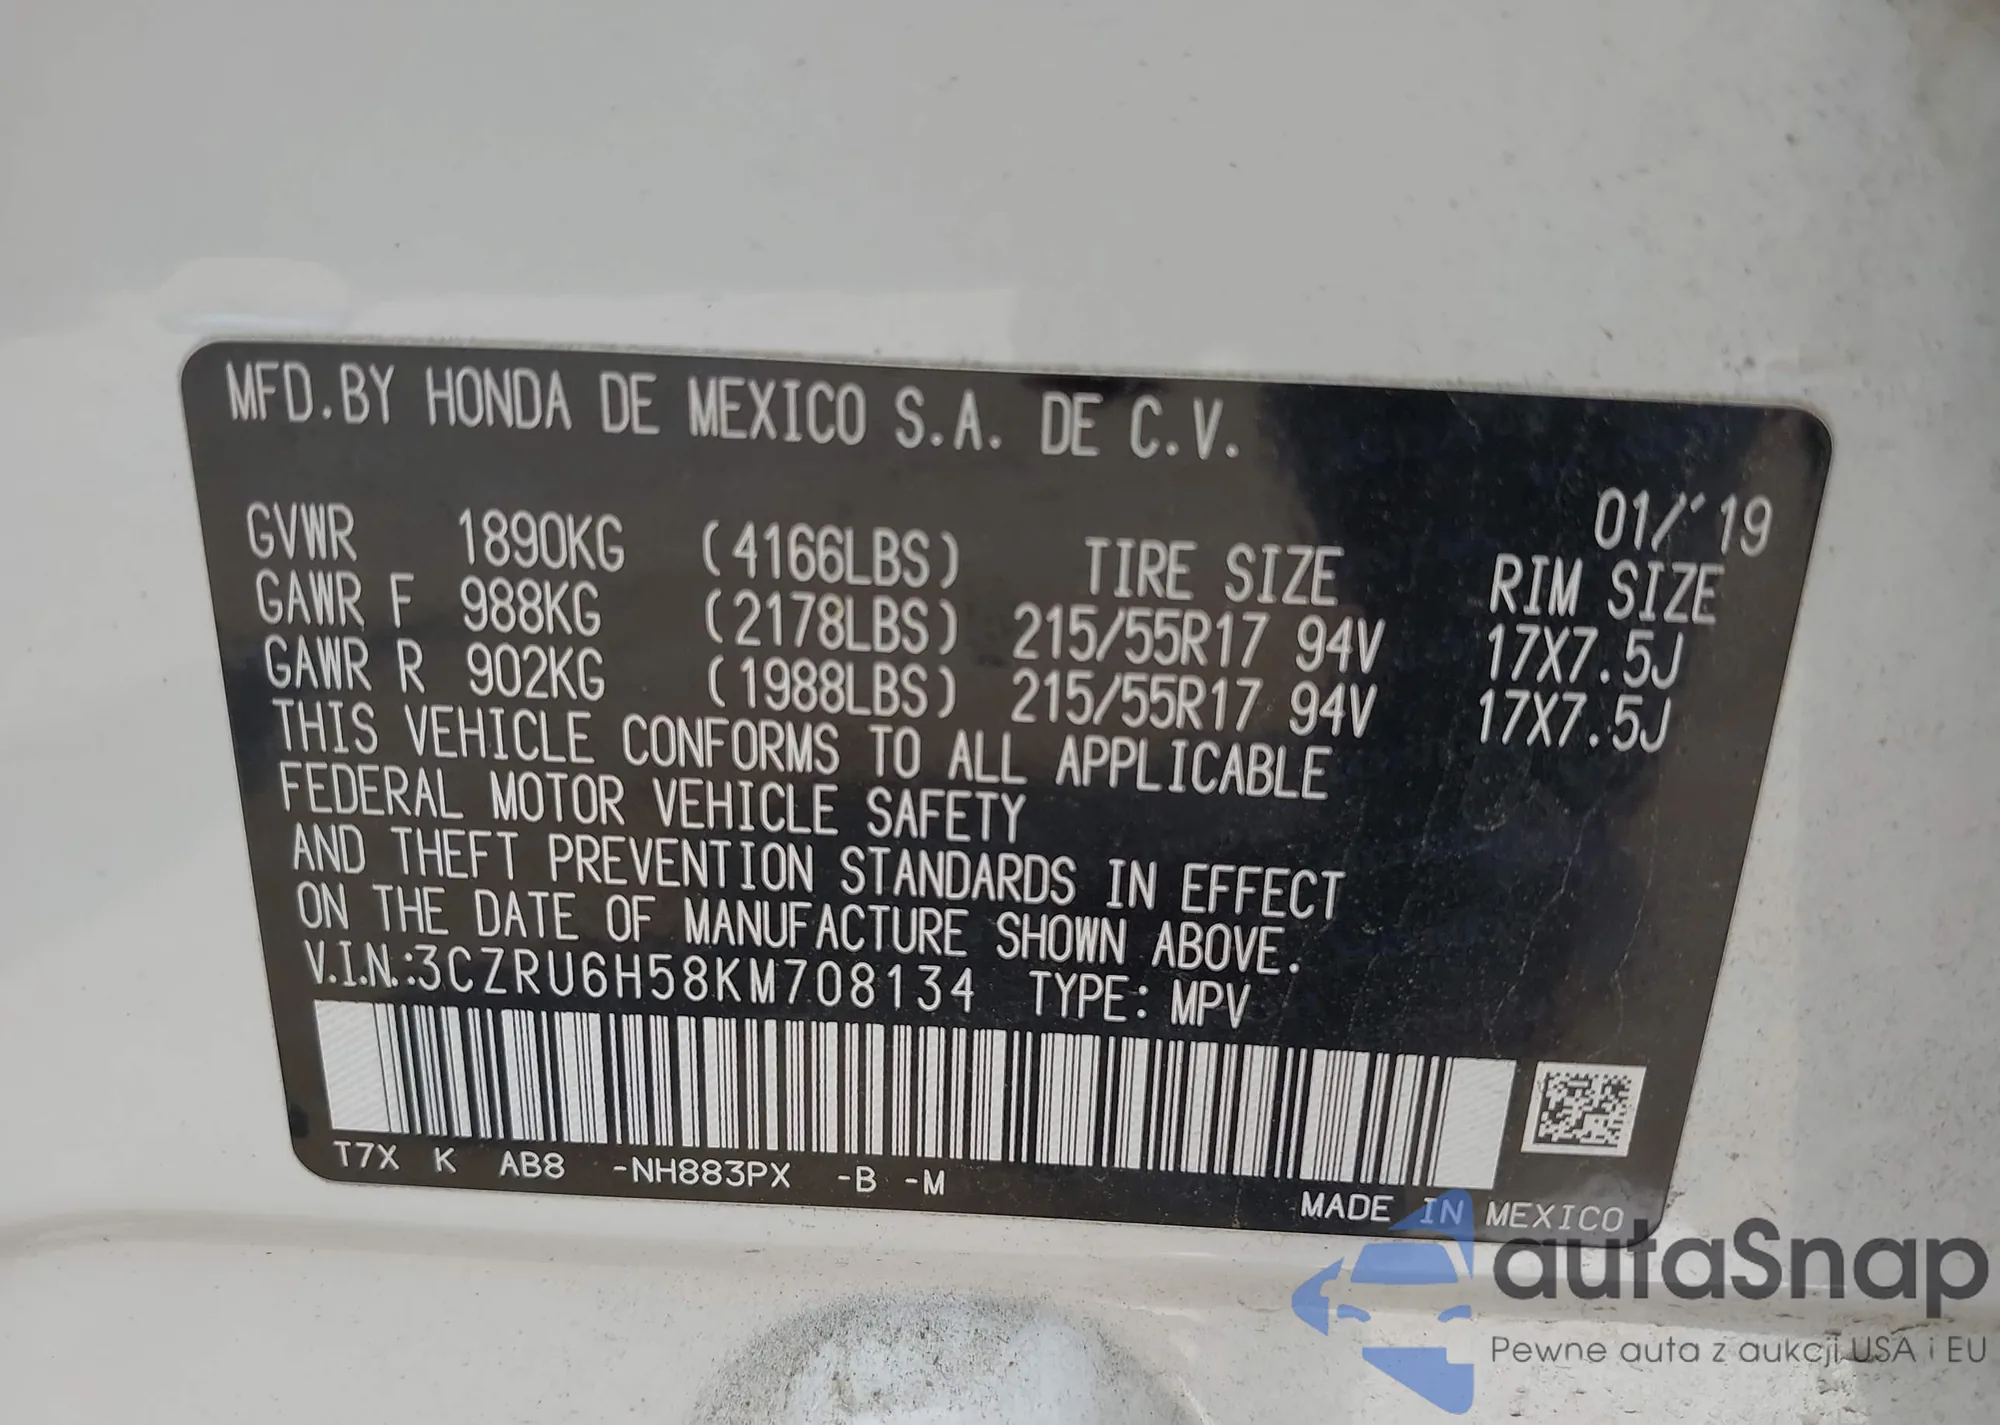 MFD.BY HONDA DE MEXICO S.A. DE C.V.
01/'19
GVWR 1890KG (4166LBS) TIRE SIZE RIM SIZE
GAWR F 988KG (2178LBS) 215/55R17 94V 17X7.5J
GAWR R 902KG (1988LBS) 215/55R17 94V 17X7.5J
THIS VEHICLE CONFORMS TO ALL APPLICABLE
FEDERAL MOTOR VEHICLE SAFETY
AND THEFT PREVENTION STANDARDS IN EFFECT
ON THE DATE OF MANUFACTURE SHOWN ABOVE.
V.I.N.:3CZRU6H58KM708134 TYPE: MPV
T7X K AB8 -NH883PX -B -M
MADE IN MEXICO
autaSnap
Pewne auta z aukcji USA i EU